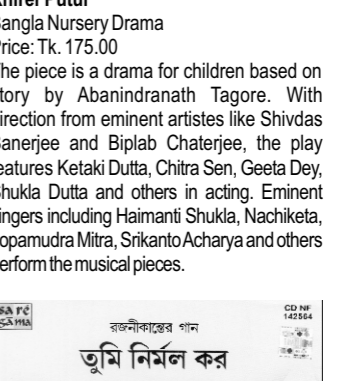 Khirer Putul
Bangla Nursery Drama
Price: Tk. 175.00
The piece is a drama for children based on
story by Abanindranath Tagore. With
direction from eminent artistes like Shivdas
Banerjee and Biplab Chaterjee, the play
features Ketaki Dutta, Chitra Sen, Geeta Dey,
Shukla Dutta and others in acting. Eminent
singers including Haimanti Shukla, Nachiketa,
Lopamudra Mitra, Srikanto Acharya and others
perform the musical pieces.
sa re
gama
CD NF
142564
রজনীকান্তের গান
তুমি নির্মল কর